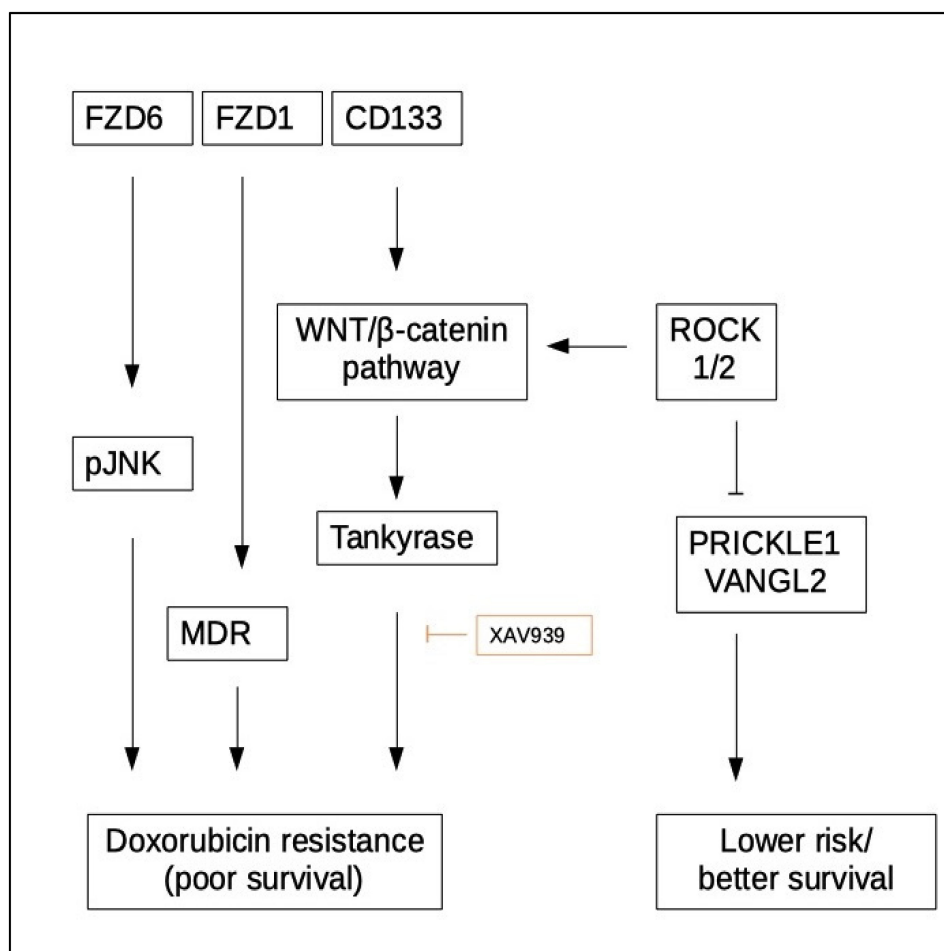 FZD6
FZD1
CD133
WNT/β-catenin
pathway
ROCK
1/2
pJNK
Tankyrase
PRICKLE1
VANGL2
MDR
XAV939
Doxorubicin resistance
(poor survival)
Lower risk/
better survival